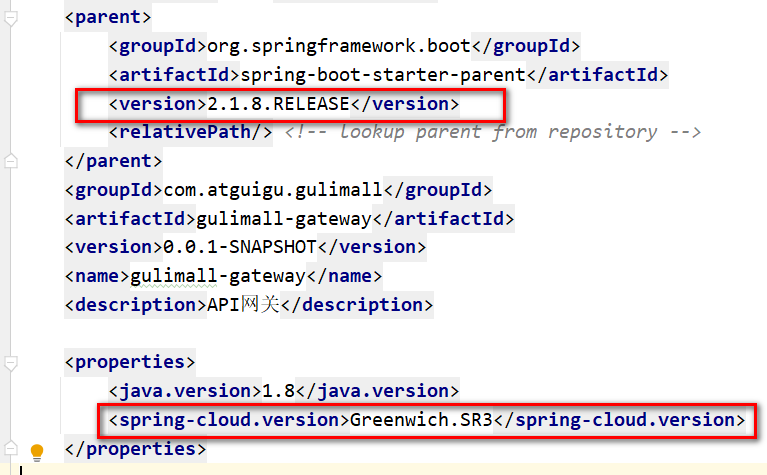 <parent>
<groupId>org.springframework.boot</groupId>
<artifactId>spring-boot-starter-parent</artifactId>
<version>2.1.8.RELEASE</version>
<relativePath/> <!-- lookup parent from repository -->
</parent>
<groupId>com.atguigu.gulimall</groupId>
<artifactId>gulimall-gateway</artifactId>
<version>0.0.1-SNAPSHOT</version>
<name>gulimall-gateway</name>
<description>API网关</description>
<properties>
<java.version>1.8</java.version>
<spring-cloud.version>Greenwich.SR3</spring-cloud.version>
</properties>